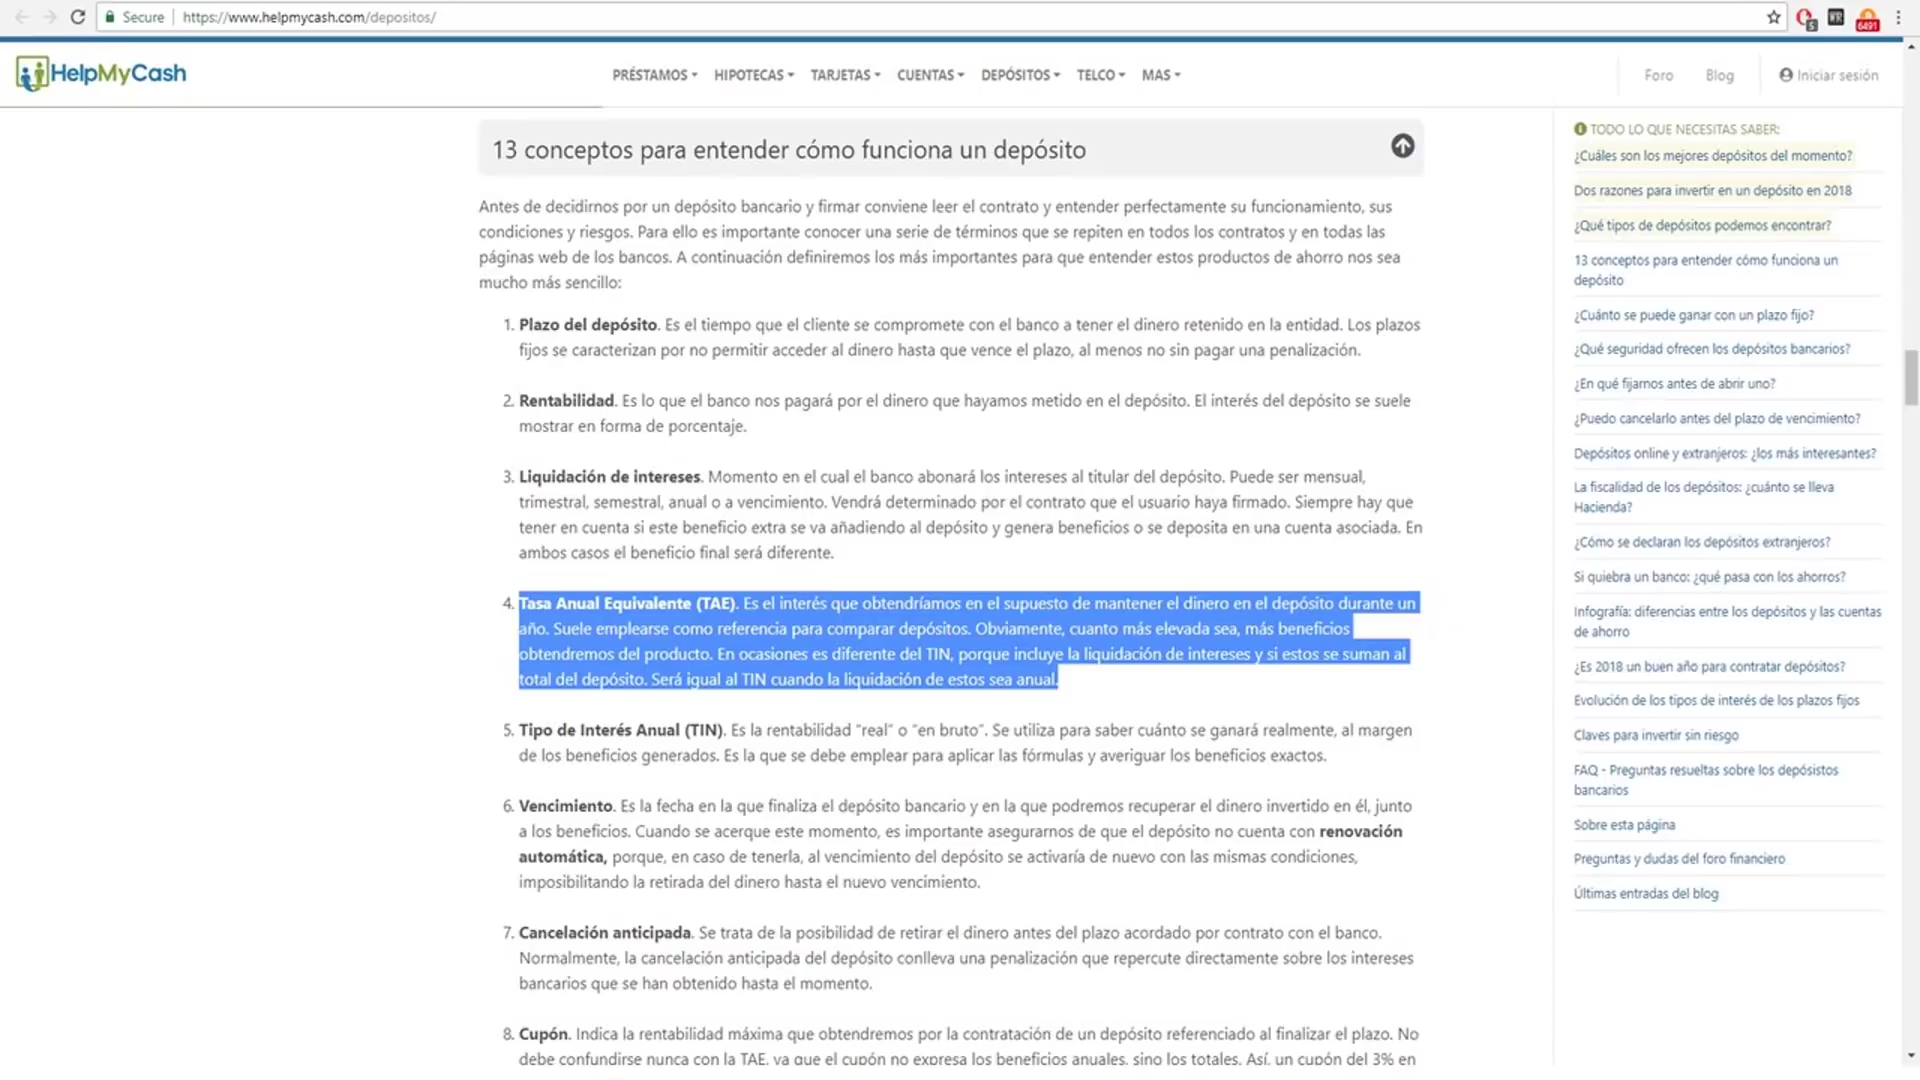 Secure https://www.helpmycash.com/depositos/
5 WR 6491
HelpMyCash
PRÉSTAMOS HIPOTECAS TARJETAS CUENTAS DEPÓSITOS TELCO MAS
Foro Blog Iniciar sesión
13 conceptos para entender cómo funciona un depósito
Antes de decidirnos por un depósito bancario y firmar conviene leer el contrato y entender perfectamente su funcionamiento, sus
condiciones y riesgos. Para ello es importante conocer una serie de términos que se repiten en todos los contratos y en todas las
páginas web de los bancos. A continuación definiremos los más importantes para que entender estos productos de ahorro nos sea
mucho más sencillo:
1. Plazo del depósito. Es el tiempo que el cliente se compromete con el banco a tener el dinero retenido en la entidad. Los plazos
fijos se caracterizan por no permitir acceder al dinero hasta que vence el plazo, al menos no sin pagar una penalización.
2. Rentabilidad. Es lo que el banco nos pagará por el dinero que hayamos metido en el depósito. El interés del depósito se suele
mostrar en forma de porcentaje.
3. Liquidación de intereses. Momento en el cual el banco abonará los intereses al titular del depósito. Puede ser mensual,
trimestral, semestral, anual o a vencimiento. Vendrá determinado por el contrato que el usuario haya firmado. Siempre hay que
tener en cuenta si este beneficio extra se va añadiendo al depósito y genera beneficios o se deposita en una cuenta asociada. En
ambos casos el beneficio final será diferente.
4. Tasa Anual Equivalente (TAE). Es el interés que obtendríamos en el supuesto de mantener el dinero en el depósito durante un
año. Suele emplearse como referencia para comparar depósitos. Obviamente, cuanto más elevada sea, más beneficios
obtendremos del producto. En ocasiones es diferente del TIN, porque incluye la liquidación de intereses y si estos se suman al
total del depósito. Será igual al TIN cuando la liquidación de estos sea anual.
5. Tipo de Interés Anual (TIN). Es la rentabilidad "real" o "en bruto". Se utiliza para saber cuánto se ganará realmente, al margen
de los beneficios generados. Es la que se debe emplear para aplicar las fórmulas y averiguar los beneficios exactos.
6. Vencimiento. Es la fecha en la que finaliza el depósito bancario y en la que podremos recuperar el dinero invertido en él, junto
a los beneficios. Cuando se acerque este momento, es importante asegurarnos de que el depósito no cuenta con renovación
automática, porque, en caso de tenerla, al vencimiento del depósito se activaría de nuevo con las mismas condiciones,
imposibilitando la retirada del dinero hasta el nuevo vencimiento.
7. Cancelación anticipada. Se trata de la posibilidad de retirar el dinero antes del plazo acordado por contrato con el banco.
Normalmente, la cancelación anticipada del depósito conlleva una penalización que repercute directamente sobre los intereses
bancarios que se han obtenido hasta el momento.
8. Cupón. Indica la rentabilidad máxima que obtendremos por la contratación de un depósito referenciado al finalizar el plazo. No
debe confundirse nunca con la TAE, ya que el cupón no expresa los beneficios anuales, sino los totales. Así, un cupón del 3% en
TODO LO QUE NECESITAS SABER:
¿Cuáles son los mejores depósitos del momento?
Dos razones para invertir en un depósito en 2018
¿Qué tipos de depósitos podemos encontrar?
13 conceptos para entender cómo funciona un
depósito
¿Cuánto se puede ganar con un plazo fijo?
¿Qué seguridad ofrecen los depósitos bancarios?
¿En qué fijarnos antes de abrir uno?
¿Puedo cancelarlo antes del plazo de vencimiento?
Depósitos online y extranjeros: ¿los más interesantes?
La fiscalidad de los depósitos: ¿cuánto se lleva
Hacienda?
¿Cómo se declaran los depósitos extranjeros?
Si quiebra un banco: ¿qué pasa con los ahorros?
Infografía: diferencias entre los depósitos y las cuentas
de ahorro
¿Es 2018 un buen año para contratar depósitos?
Evolución de los tipos de interés de los plazos fijos
Claves para invertir sin riesgo
FAQ - Preguntas resueltas sobre los depósistos
bancarios
Sobre esta página
Preguntas y dudas del foro financiero
Últimas entradas del blog